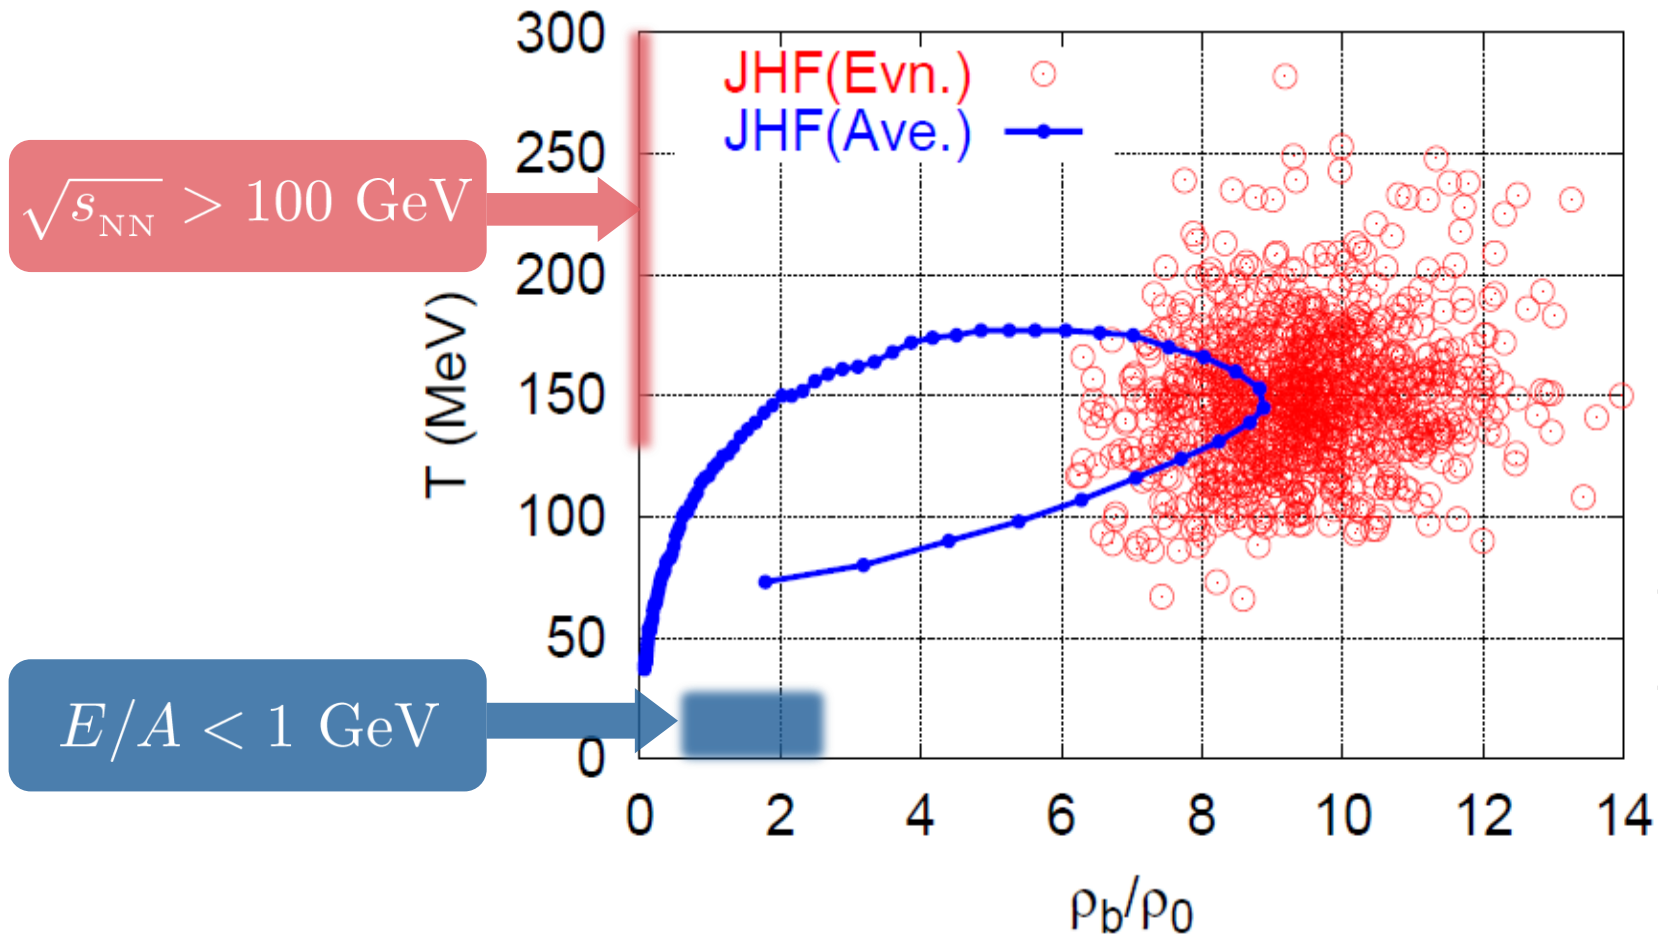 300
JHF(Evn.)
JHF(Ave.)
250
√s_NN > 100 GeV
200
T (MeV)
150
100
50
E/A < 1 GeV
0
0 2 4 6 8 10 12 14
ρb/ρ0